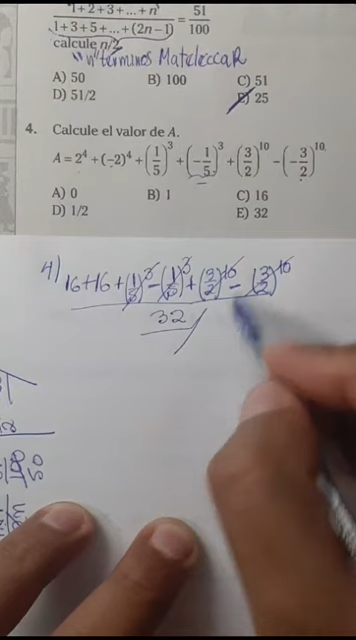 1+2+3+...+n / 1+3+5+...+(2n−1) = 51/100
calcule n/2
"n" términos
A) 50 B) 100 C) 51
D) 51/2 E) 25
4. Calcule el valor de A.
A = 2⁴ + (−2)⁴ + (1/5)³ + (−1/5)³ + (3/2)¹⁰ − (−3/2)¹⁰
A) 0 B) 1 C) 16
D) 1/2 E) 32
4) 16+16+(1/5)³−(1/5)³+(3/2)¹⁰−(3/2)¹⁰
32